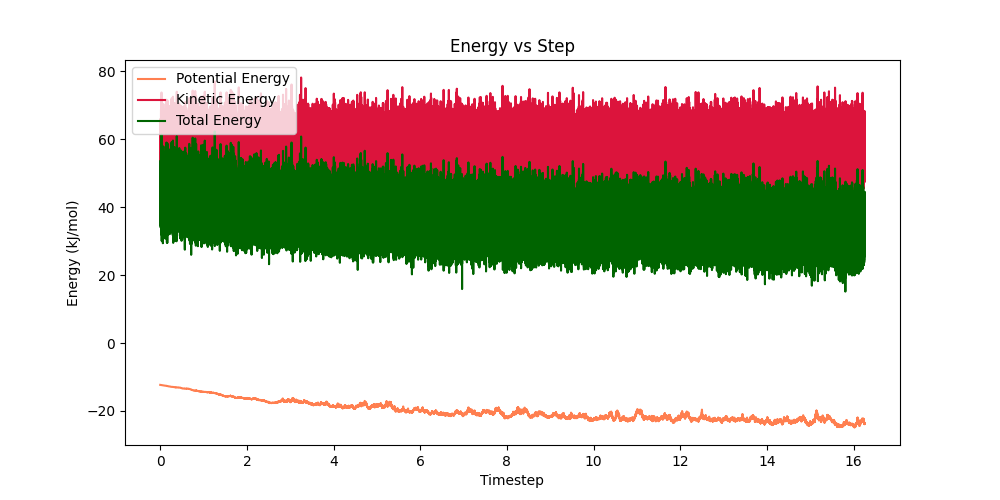 Energy vs Step
Potential Energy
Kinetic Energy
Total Energy
80
60
40
20
0
−20
Energy (kJ/mol)
0 2 4 6 8 10 12 14 16
Timestep